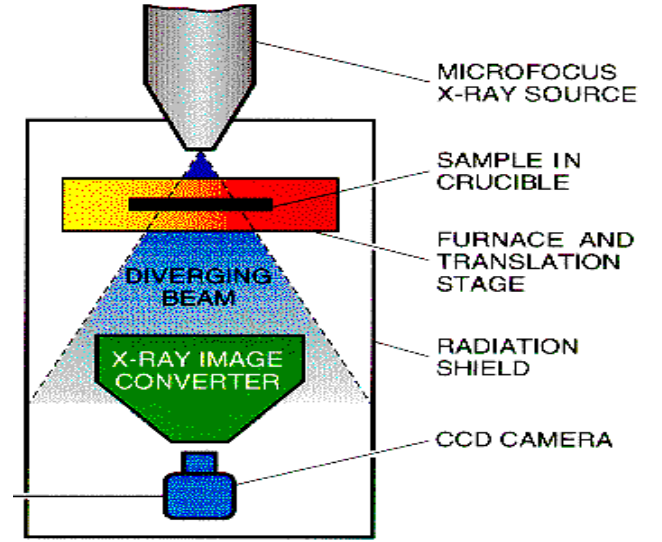 MICROFOCUS
X-RAY SOURCE
SAMPLE IN
CRUCIBLE
FURNACE AND
TRANSLATION
STAGE
DIVERGING
BEAM
X-RAY IMAGE
CONVERTER
RADIATION
SHIELD
CCD CAMERA